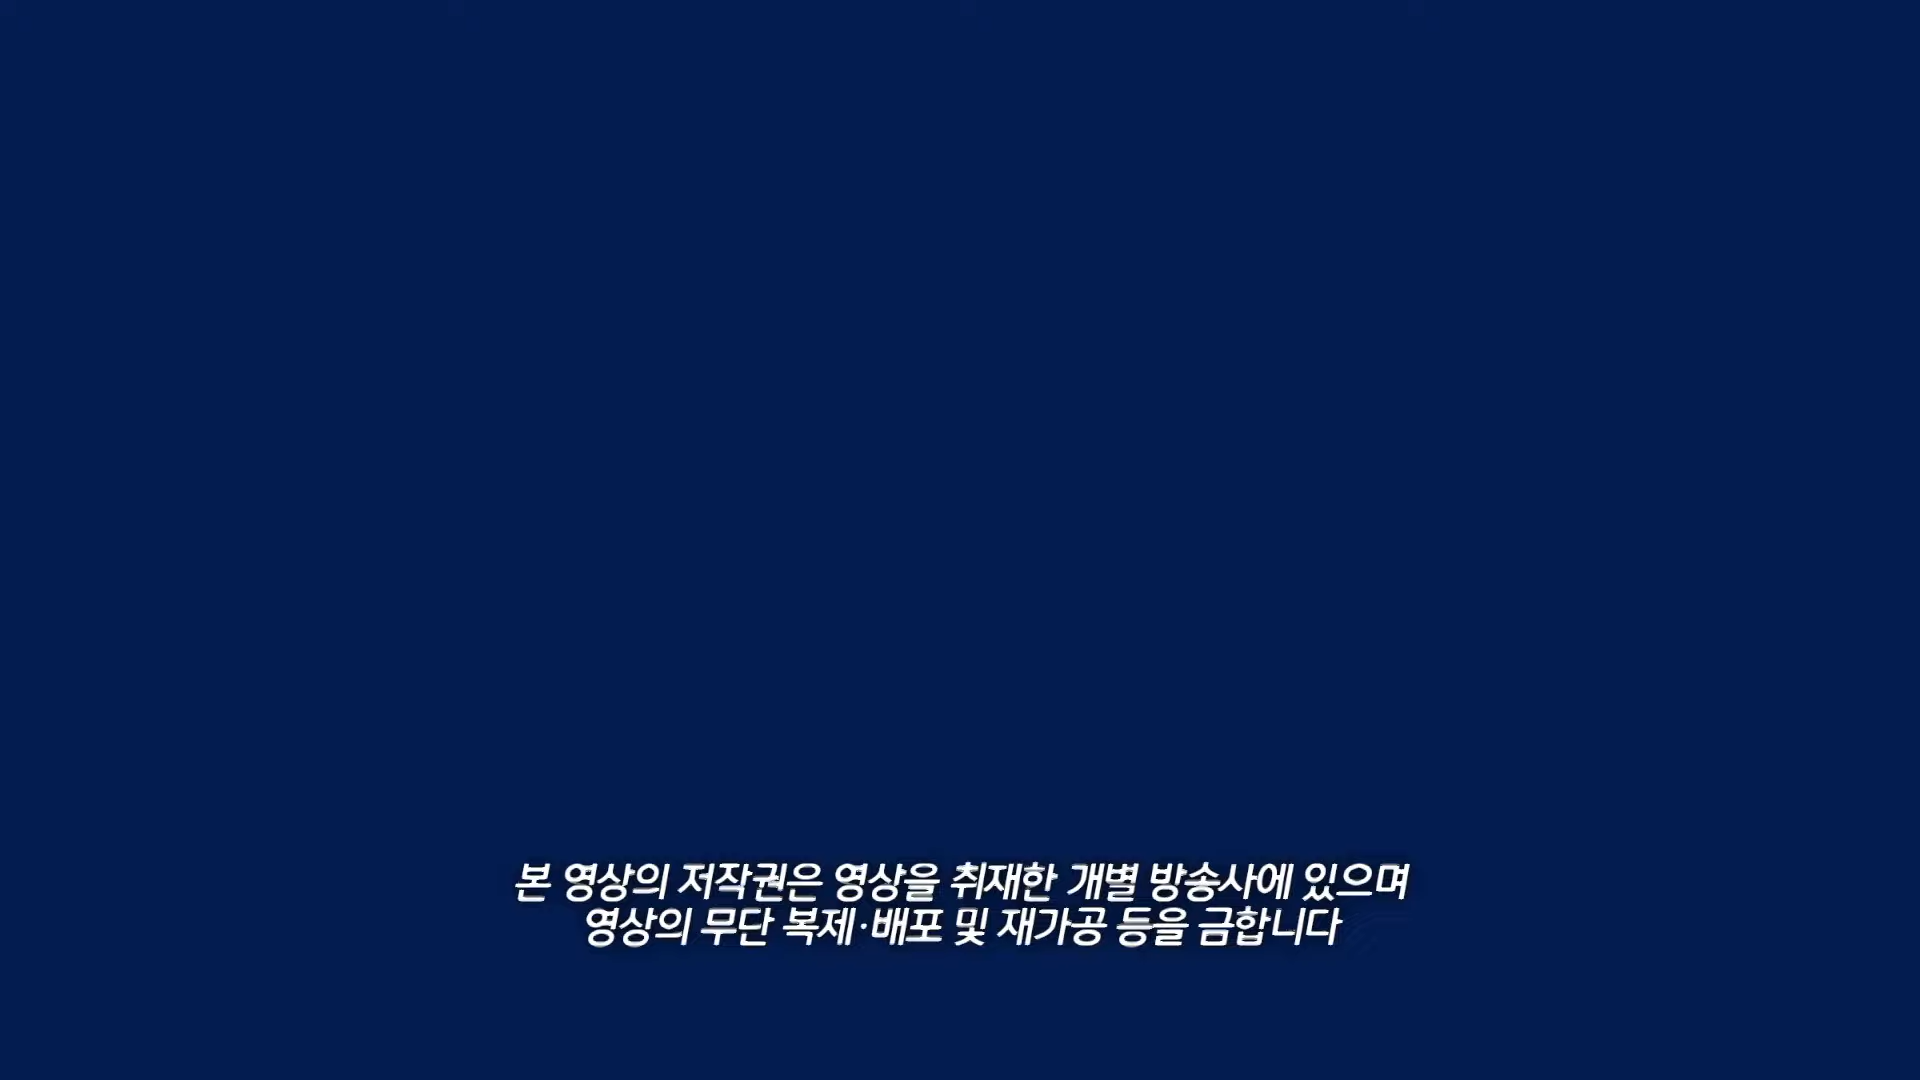 본 영상의 저작권은 영상을 취재한 개별 방송사에 있으며
영상의 무단 복제·배포 및 재가공 등을 금합니다